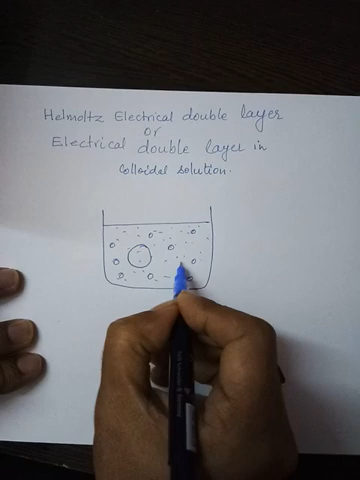 Helmoltz Electrical double layer
or
Electrical double layer in
Colloidal solution.